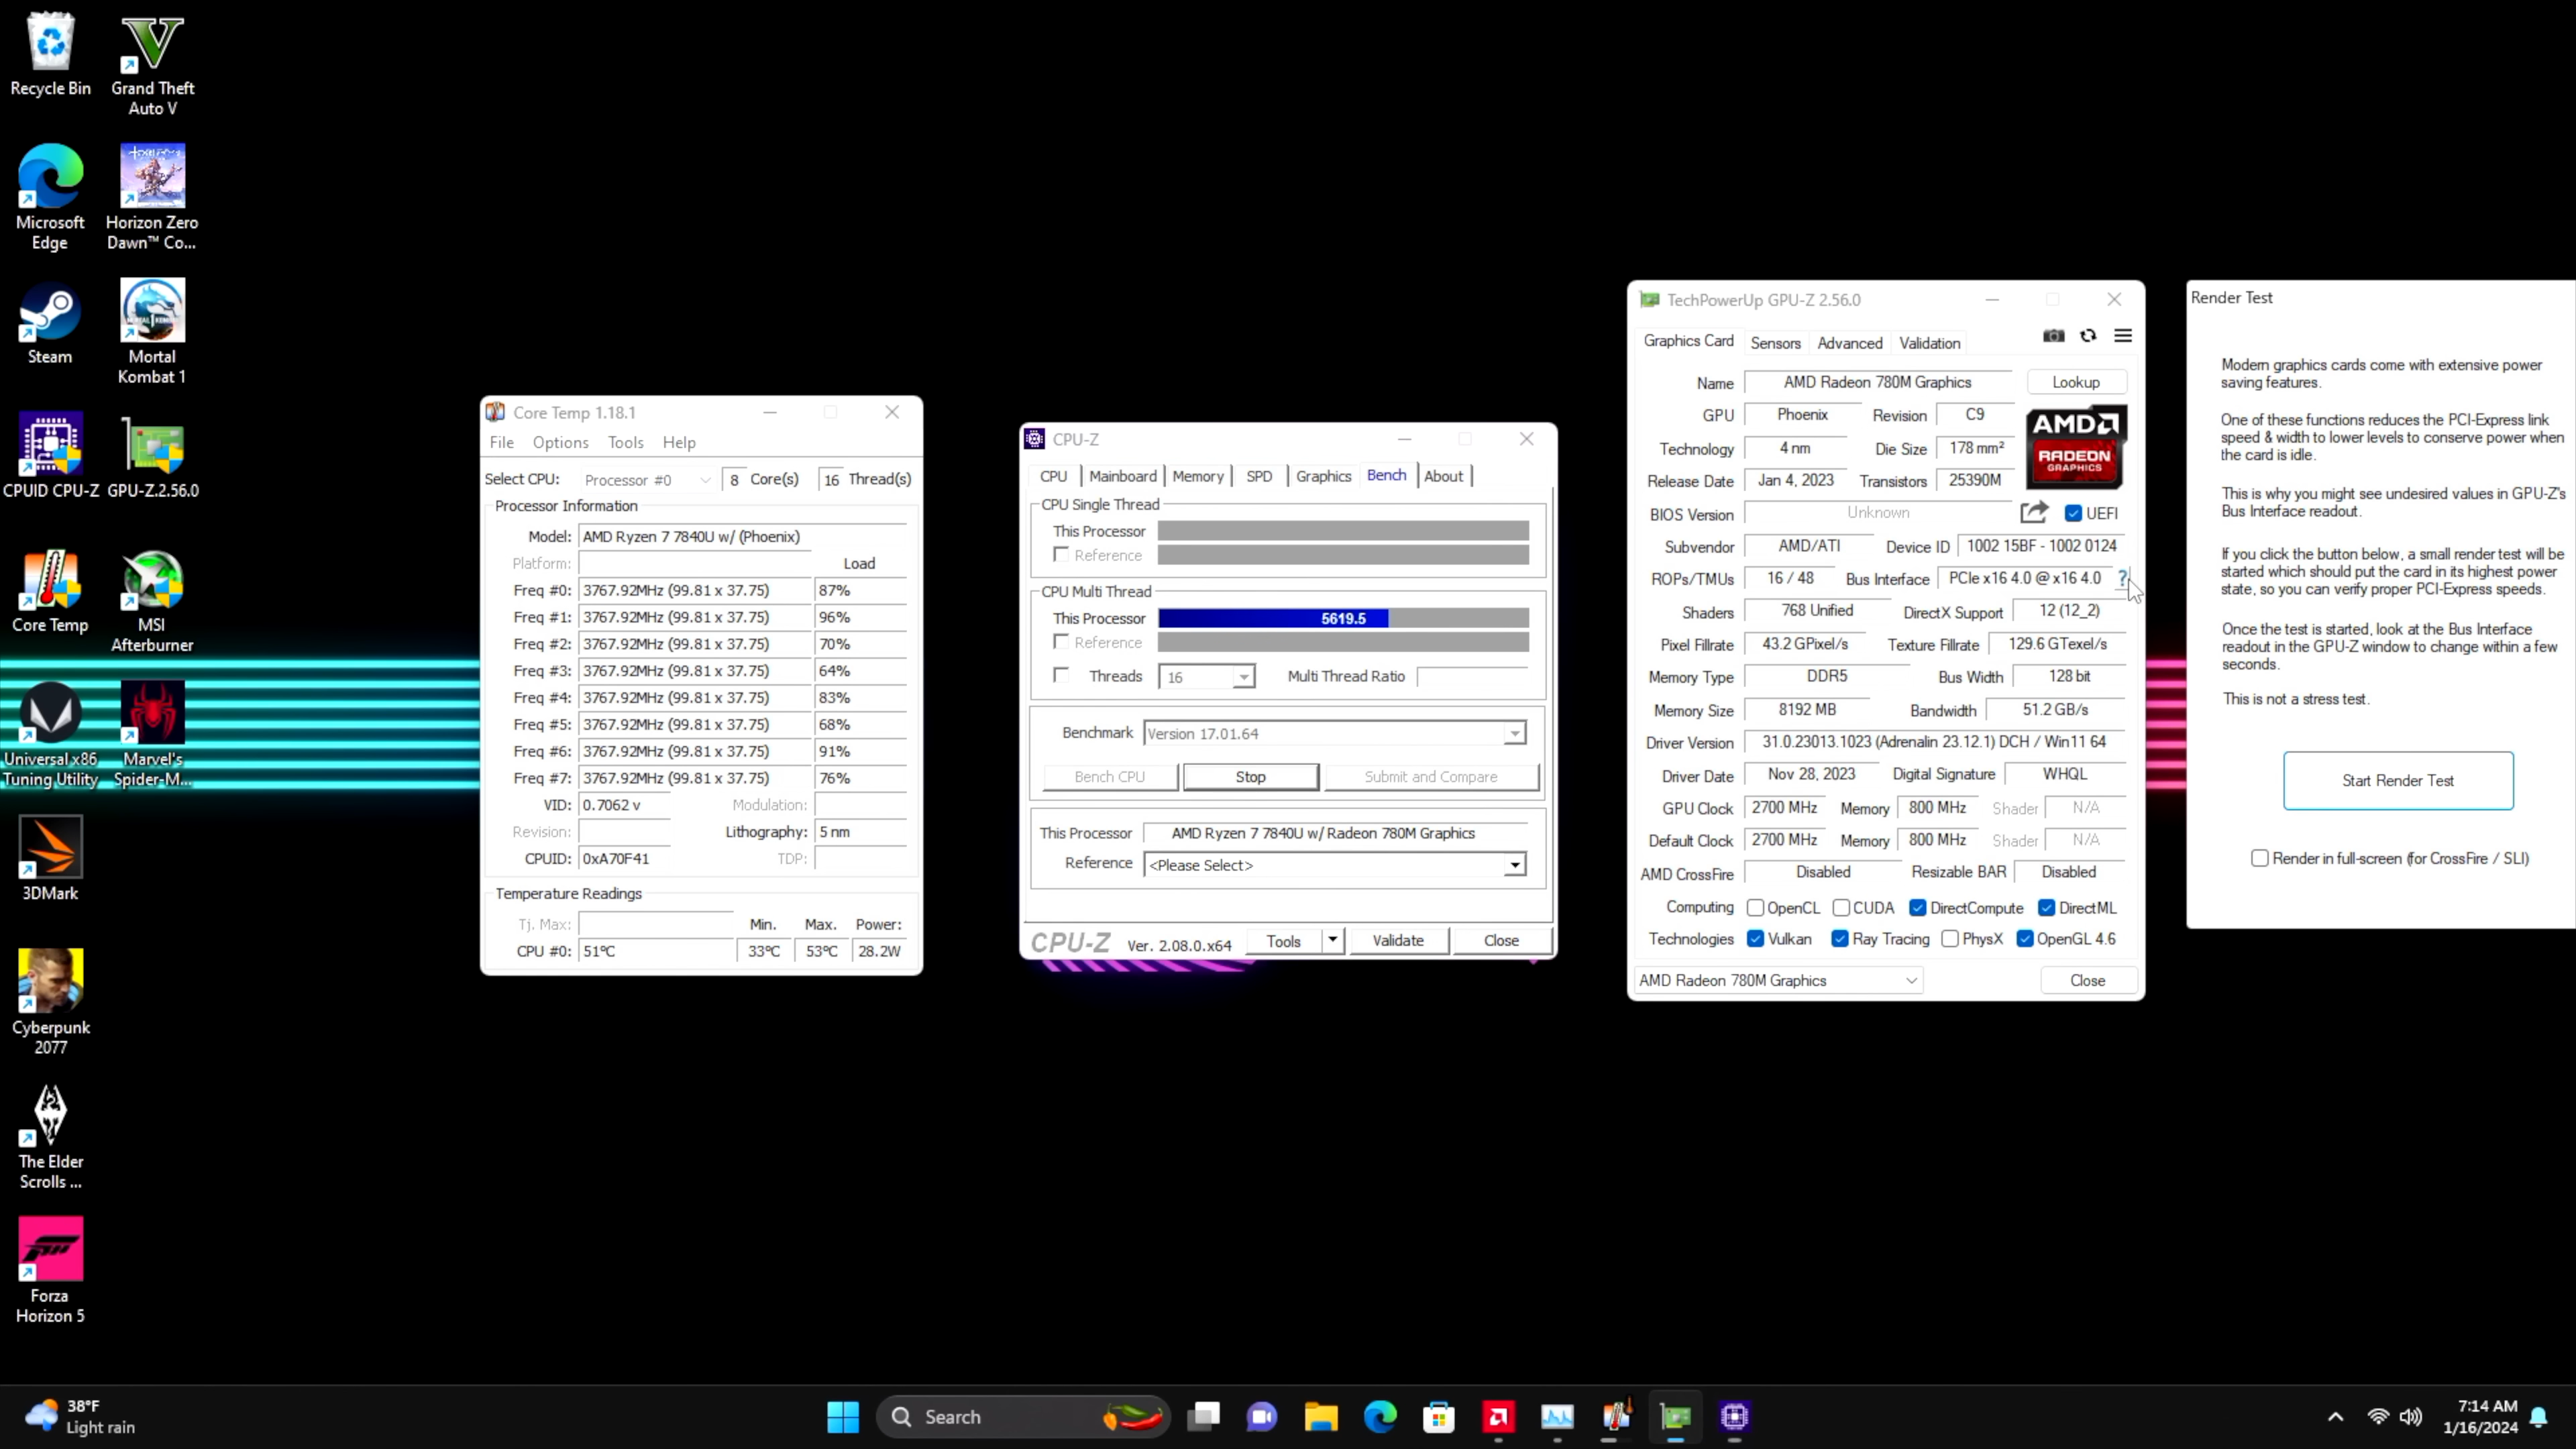 Recycle Bin
Grand Theft
Auto V
Microsoft
Edge
Horizon Zero
Dawn™ Co...
Steam
Mortal
Kombat 1
CPUID CPU-Z
GPU-Z.2.56.0
Core Temp
MSI
Afterburner
Universal x86
Tuning Utility
Marvel's
Spider-M...
3DMark
Cyberpunk
2077
The Elder
Scrolls ...
Forza
Horizon 5
Core Temp 1.18.1
File Options Tools Help
Select CPU: Processor #0 8 Core(s) 16 Thread(s)
Processor Information
Model: AMD Ryzen 7 7840U w/ (Phoenix)
Platform: Load
Freq #0: 3767.92MHz (99.81 x 37.75) 87%
Freq #1: 3767.92MHz (99.81 x 37.75) 96%
Freq #2: 3767.92MHz (99.81 x 37.75) 70%
Freq #3: 3767.92MHz (99.81 x 37.75) 64%
Freq #4: 3767.92MHz (99.81 x 37.75) 83%
Freq #5: 3767.92MHz (99.81 x 37.75) 68%
Freq #6: 3767.92MHz (99.81 x 37.75) 91%
Freq #7: 3767.92MHz (99.81 x 37.75) 76%
VID: 0.7062 v Modulation:
Revision: Lithography: 5 nm
CPUID: 0xA70F41 TDP:
Temperature Readings
Tj. Max: Min. Max. Power:
CPU #0: 51°C 33°C 53°C 28.2W
CPU-Z
CPU Mainboard Memory SPD Graphics Bench About
CPU Single Thread
This Processor
Reference
CPU Multi Thread
This Processor 5619.5
Reference
Threads 16 Multi Thread Ratio
Benchmark Version 17.01.64
Bench CPU Stop Submit and Compare
This Processor AMD Ryzen 7 7840U w/ Radeon 780M Graphics
Reference <Please Select>
CPU-Z Ver. 2.08.0.x64 Tools Validate Close
TechPowerUp GPU-Z 2.56.0
Graphics Card Sensors Advanced Validation
Name AMD Radeon 780M Graphics Lookup
GPU Phoenix Revision C9
AMD
RADEON
GRAPHICS
Technology 4 nm Die Size 178 mm²
Release Date Jan 4, 2023 Transistors 25390M
BIOS Version Unknown UEFI
Subvendor AMD/ATI Device ID 1002 15BF - 1002 0124
ROPs/TMUs 16 / 48 Bus Interface PCIe x16 4.0 @ x16 4.0 ?
Shaders 768 Unified DirectX Support 12 (12_2)
Pixel Fillrate 43.2 GPixel/s Texture Fillrate 129.6 GTexel/s
Memory Type DDR5 Bus Width 128 bit
Memory Size 8192 MB Bandwidth 51.2 GB/s
Driver Version 31.0.23013.1023 (Adrenalin 23.12.1) DCH / Win11 64
Driver Date Nov 28, 2023 Digital Signature WHQL
GPU Clock 2700 MHz Memory 800 MHz Shader N/A
Default Clock 2700 MHz Memory 800 MHz Shader N/A
AMD CrossFire Disabled Resizable BAR Disabled
Computing OpenCL CUDA DirectCompute DirectML
Technologies Vulkan Ray Tracing PhysX OpenGL 4.6
AMD Radeon 780M Graphics Close
Render Test
Modern graphics cards come with extensive power
saving features.
One of these functions reduces the PCI-Express link
speed & width to lower levels to conserve power when
the card is idle.
This is why you might see undesired values in GPU-Z's
Bus Interface readout.
If you click the button below, a small render test will be
started which should put the card in its highest power
state, so you can verify proper PCI-Express speeds.
Once the test is started, look at the Bus Interface
readout in the GPU-Z window to change within a few
seconds.
This is not a stress test.
Start Render Test
Render in full-screen (for CrossFire / SLI)
38°F
Light rain
Search
7:14 AM
1/16/2024